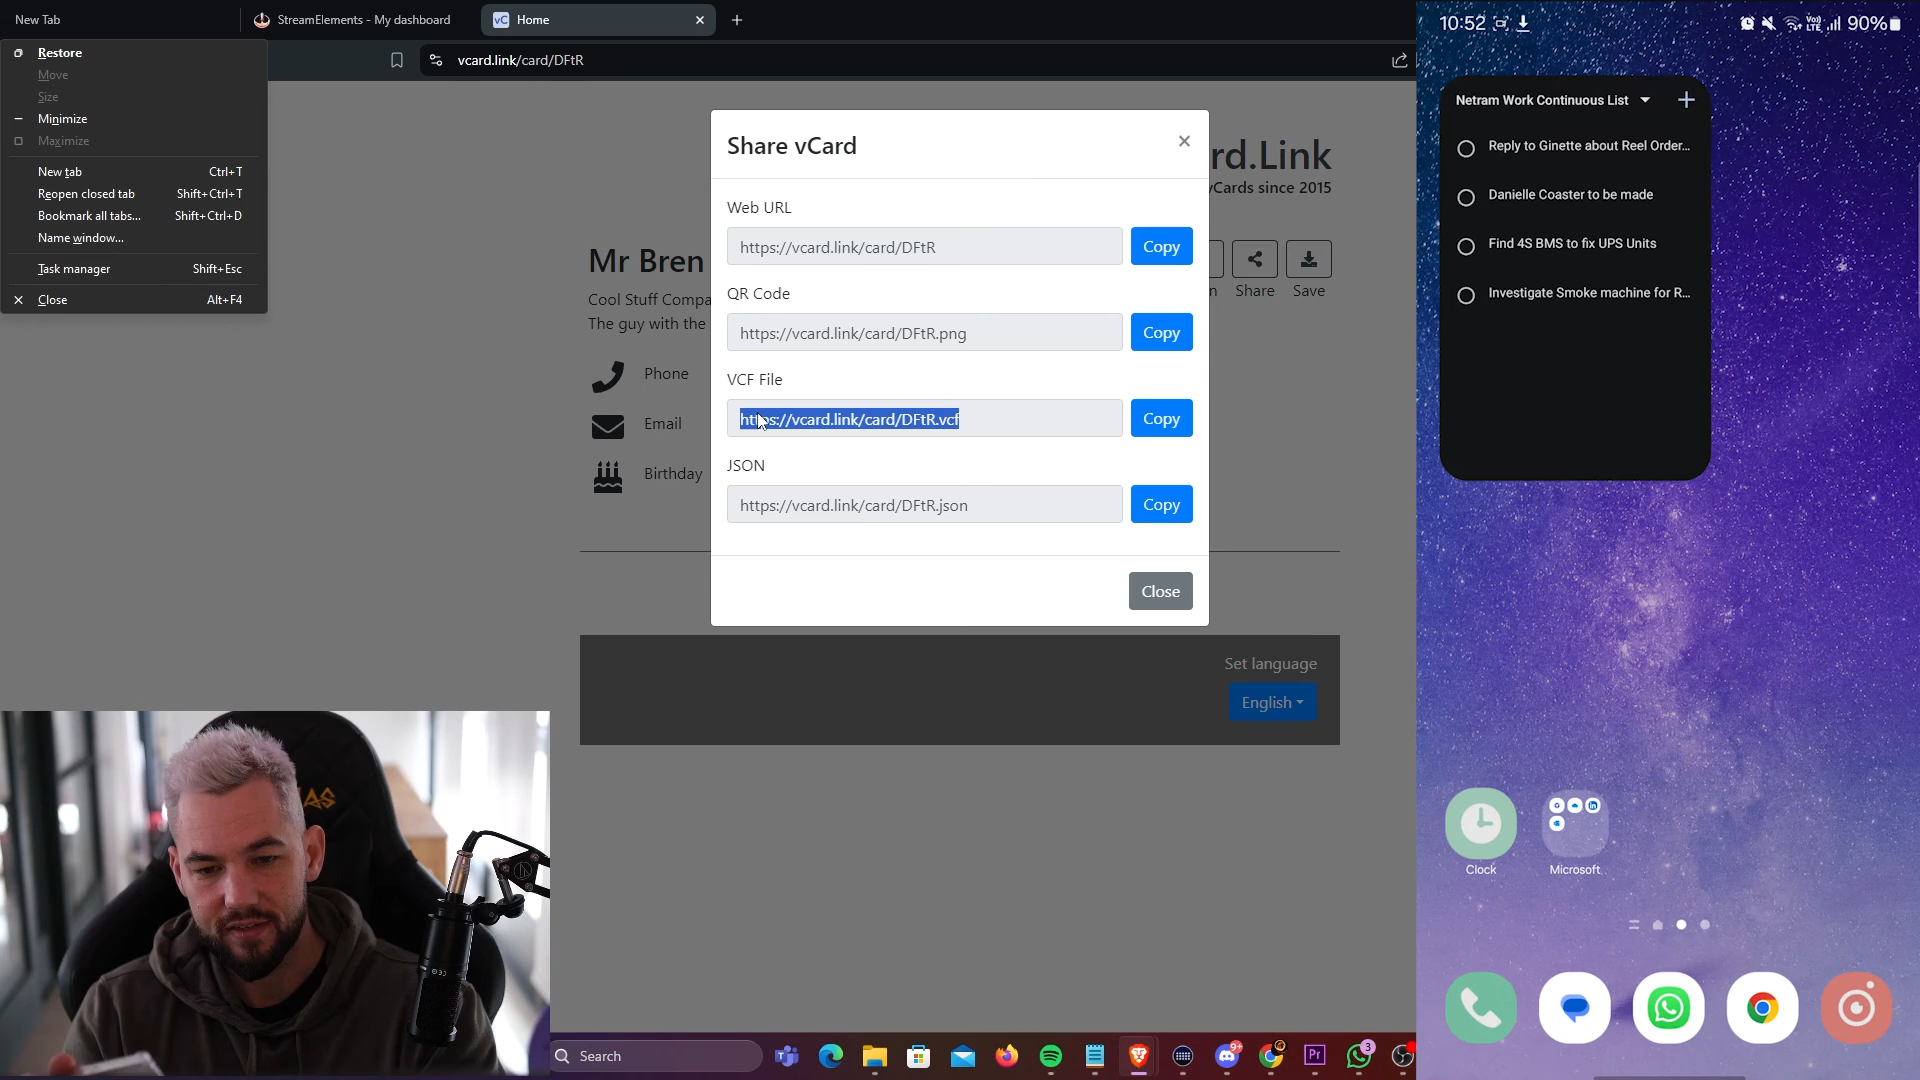 New Tab
StreamElements - My dashboard
vC Home
vcard.link/card/DFtR
Restore
Move
Size
Minimize
Maximize
New tab Ctrl+T
Reopen closed tab Shift+Ctrl+T
Bookmark all tabs... Shift+Ctrl+D
Name window...
Task manager Shift+Esc
Close Alt+F4
rd.Link
vCards since 2015
Mr Bren
Cool Stuff Compa
The guy with the
Phone
Email
Birthday
n Share Save
Share vCard
Web URL
https://vcard.link/card/DFtR Copy
QR Code
https://vcard.link/card/DFtR.png Copy
VCF File
https://vcard.link/card/DFtR.vcf Copy
JSON
https://vcard.link/card/DFtR.json Copy
Close
Set language
English
Search
9+
Pr
3
10:52
90%
Netram Work Continuous List
Reply to Ginette about Reel Order...
Danielle Coaster to be made
Find 4S BMS to fix UPS Units
Investigate Smoke machine for R...
Clock
Microsoft